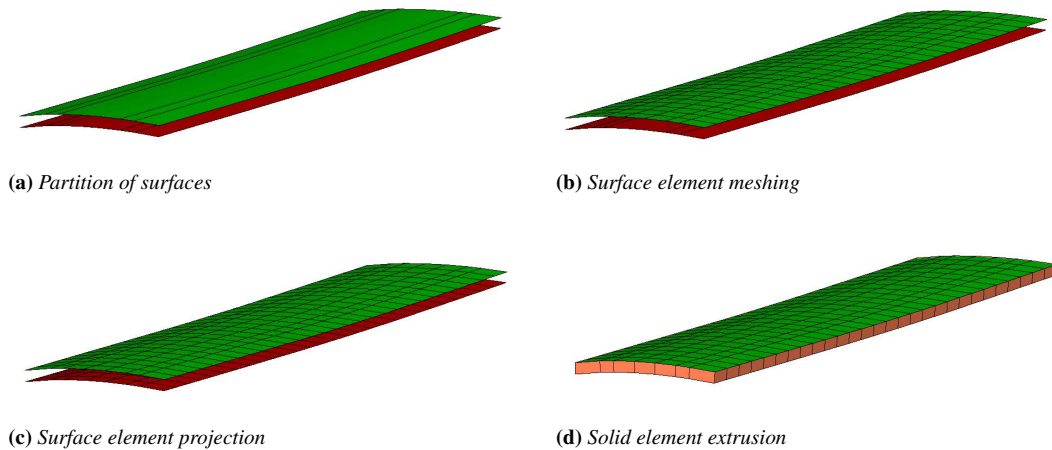 (a) Partition of surfaces
(b) Surface element meshing
(c) Surface element projection
(d) Solid element extrusion